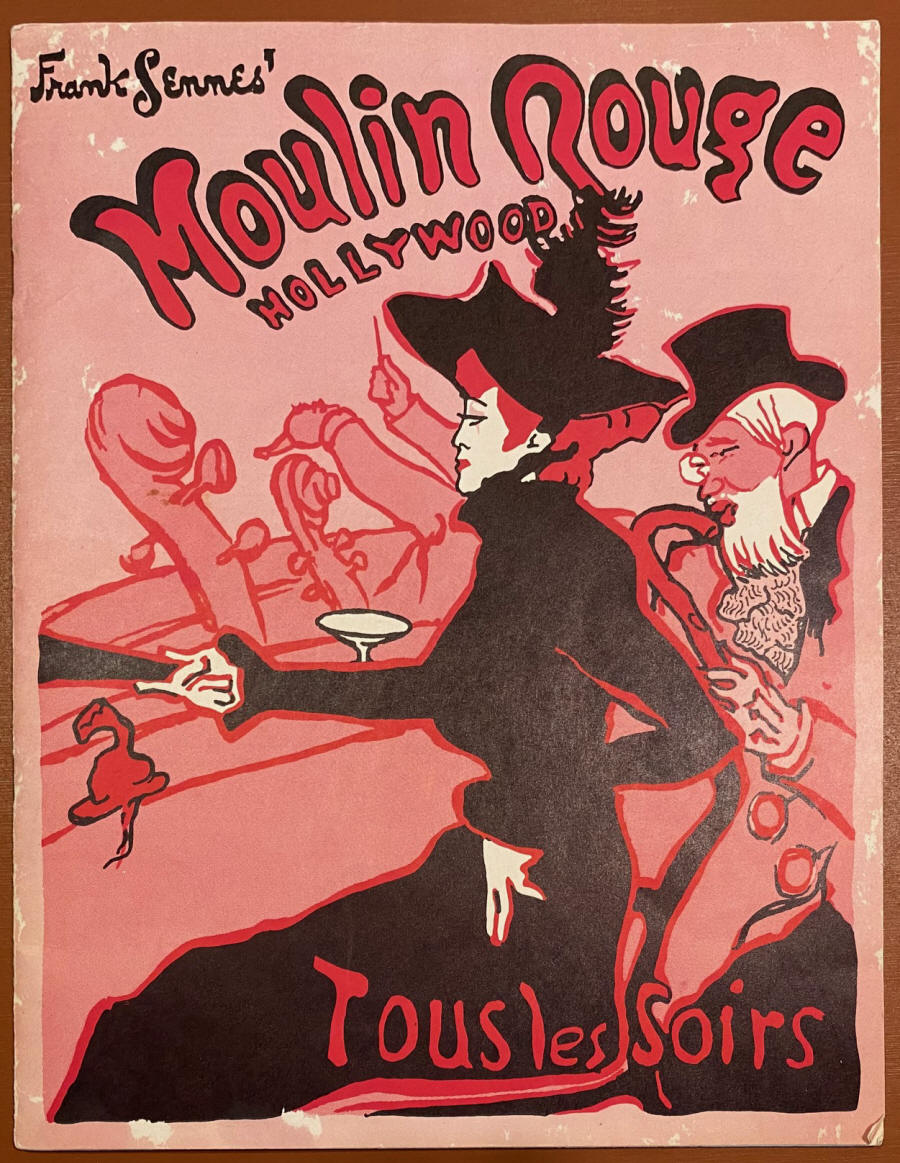 Frank Sennes'
Moulin Rouge
HOLLYWOOD
Tous les Soirs